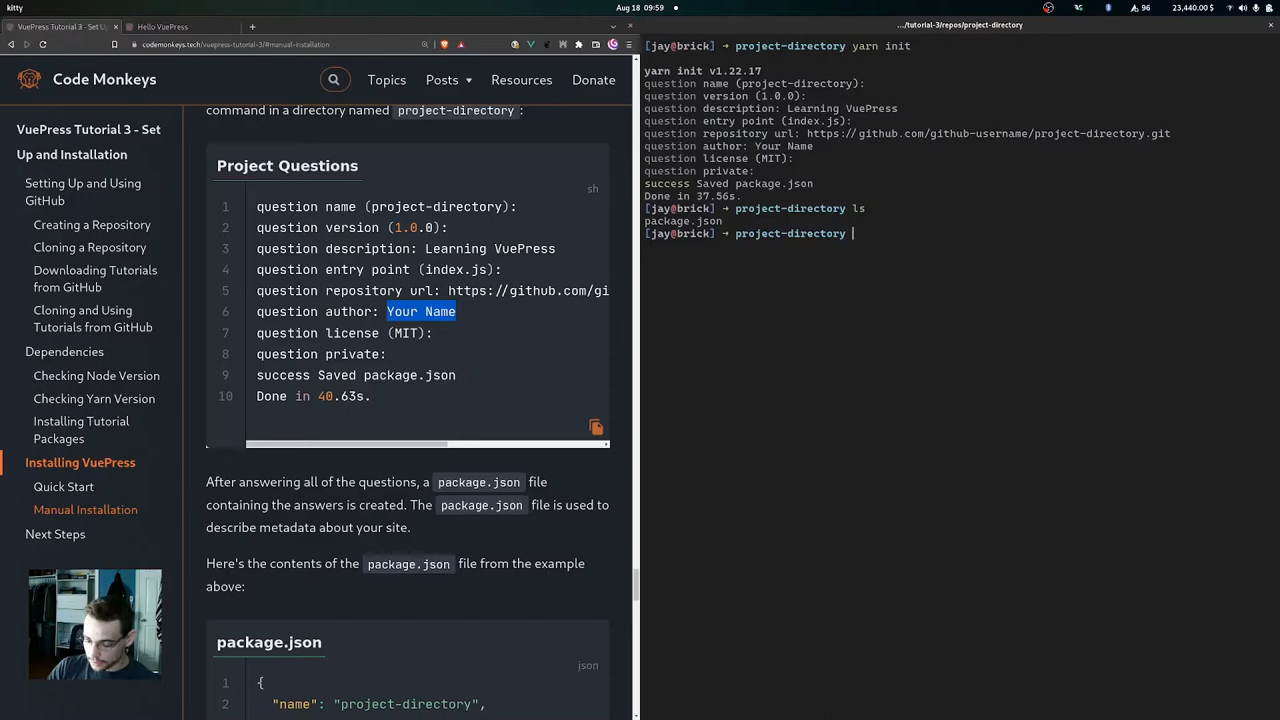 kitty
Aug 18 09:59
96
23,440.00 $
VuePress Tutorial 3 - Set Up
Hello VuePress
codemonkeys.tech/vuepress-tutorial-3/#manual-installation
Code Monkeys
Topics
Posts
Resources
Donate
VuePress Tutorial 3 - Set
Up and Installation
Setting Up and Using
GitHub
Creating a Repository
Cloning a Repository
Downloading Tutorials
from GitHub
Cloning and Using
Tutorials from GitHub
Dependencies
Checking Node Version
Checking Yarn Version
Installing Tutorial
Packages
Installing VuePress
Quick Start
Manual Installation
Next Steps
command in a directory named project-directory :
Project Questions
sh
1 question name (project-directory):
2 question version (1.0.0):
3 question description: Learning VuePress
4 question entry point (index.js):
5 question repository url: https://github.com/gi
6 question author: Your Name
7 question license (MIT):
8 question private:
9 success Saved package.json
10 Done in 40.63s.
After answering all of the questions, a package.json file
containing the answers is created. The package.json file is used to
describe metadata about your site.
Here's the contents of the package.json file from the example
above:
package.json
json
1 {
2 "name": "project-directory",
.../tutorial-3/repos/project-directory
[jay@brick] → project-directory yarn init
yarn init v1.22.17
question name (project-directory):
question version (1.0.0):
question description: Learning VuePress
question entry point (index.js):
question repository url: https://github.com/github-username/project-directory.git
question author: Your Name
question license (MIT):
question private:
success Saved package.json
Done in 37.56s.
[jay@brick] → project-directory ls
package.json
[jay@brick] → project-directory